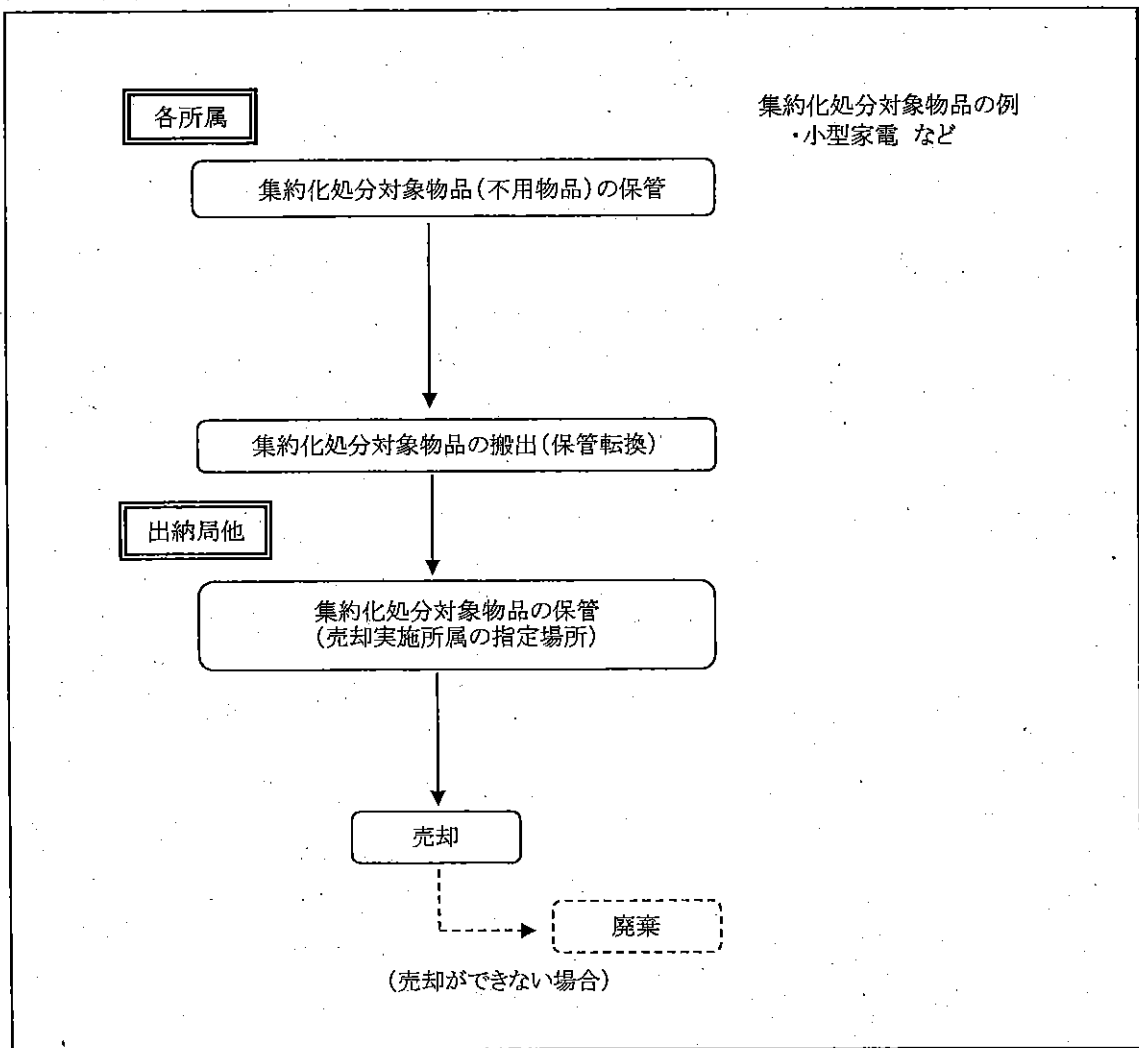 各所属
集約化処分対象物品の例
・小型家電 など
集約化処分対象物品(不用物品)の保管
集約化処分対象物品の搬出(保管転換)
出納局他
集約化処分対象物品の保管
(売却実施所属の指定場所)
売却
廃棄
(売却ができない場合)